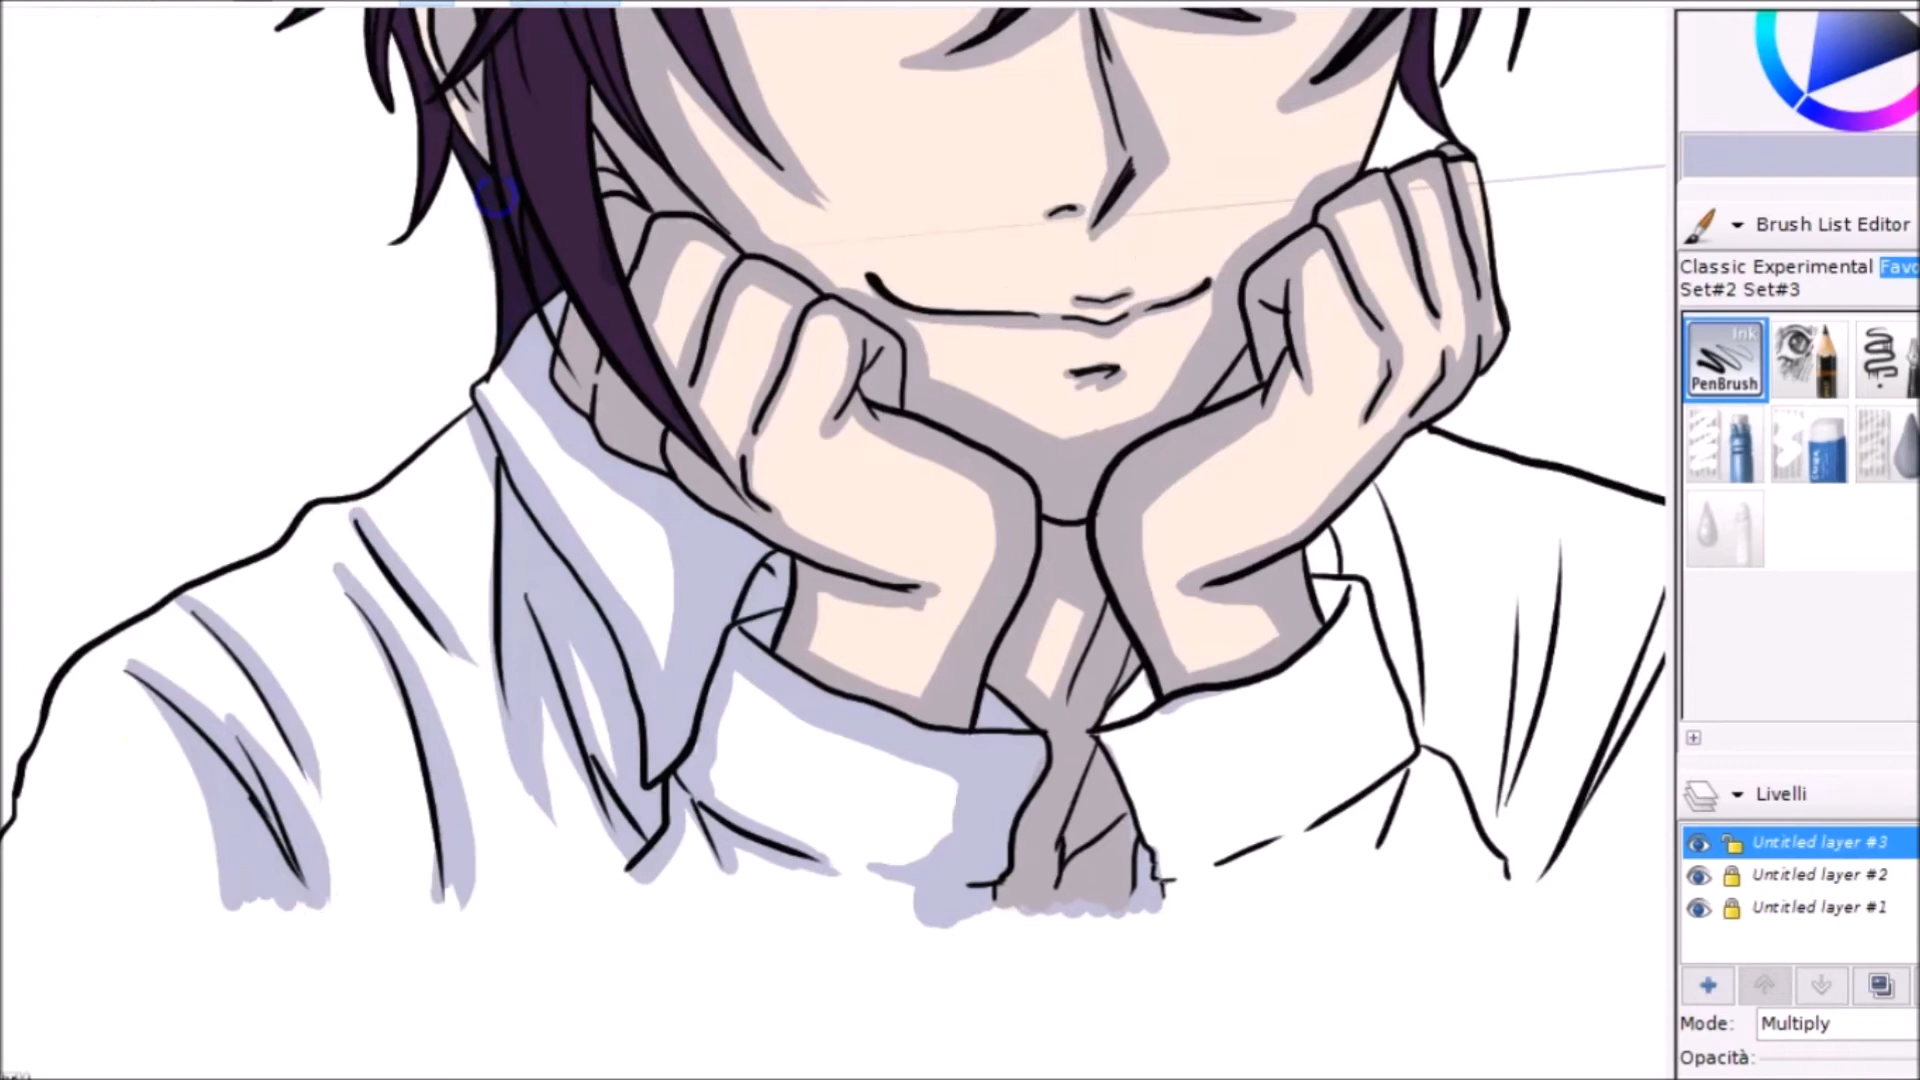 Brush List Editor
Classic Experimental Favo
Set#2 Set#3
Ink
PenBrush
Livelli
Untitled layer #3
Untitled layer #2
Untitled layer #1
Mode: Multiply
Opacità: